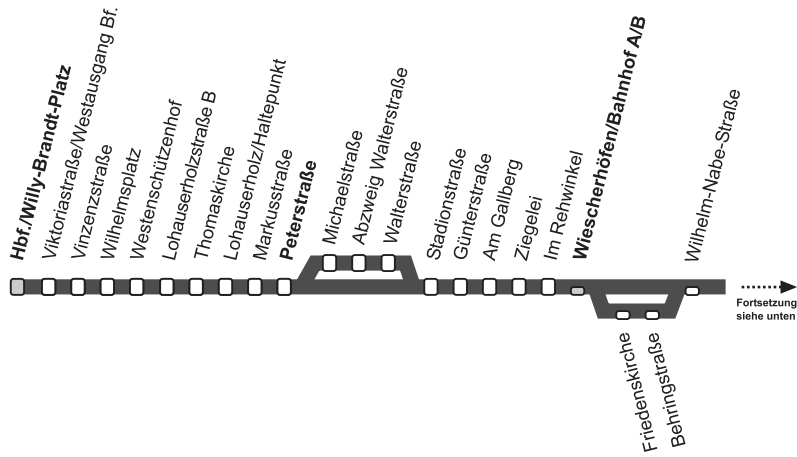 Hbf./Willy-Brandt-Platz
Viktoriastraße/Westausgang Bf.
Vinzenzstraße
Wilhelmsplatz
Westenschützenhof
Lohauserholzstraße B
Thomaskirche
Lohauserholz/Haltepunkt
Markusstraße
Peterstraße
Michaelstraße
Abzweig Walterstraße
Walterstraße
Stadionstraße
Günterstraße
Am Gallberg
Ziegelei
Im Rehwinkel
Wiescherhöfen/Bahnhof A/B
Friedenskirche
Behringstraße
Wilhelm-Nabe-Straße
Fortsetzung
siehe unten